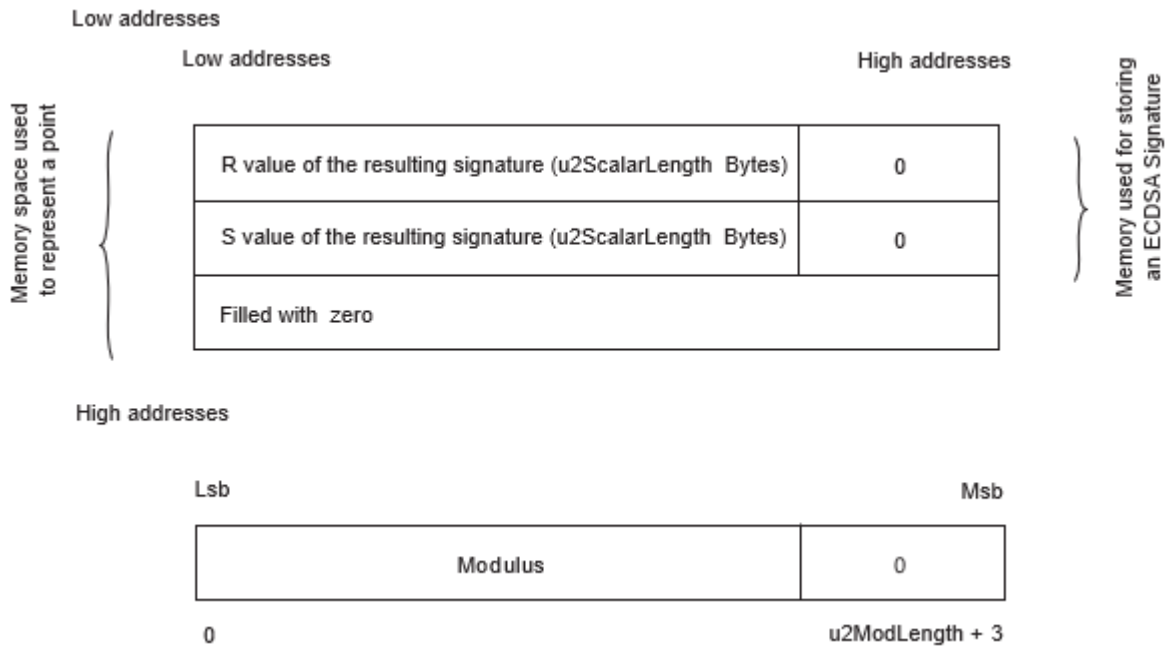 Low addresses
Low addresses
High addresses
Memory space used
to represent a point
R value of the resulting signature (u2ScalarLength Bytes)
0
S value of the resulting signature (u2ScalarLength Bytes)
0
Filled with zero
Memory used for storing
an ECDSA Signature
High addresses
Lsb
Msb
Modulus
0
0
u2ModLength + 3